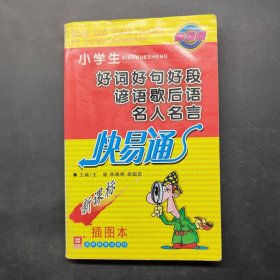 小学生
XIAOXUESHENG
好词好句好段
谚语歇后语
名人名言
快易通
新课标
插图本